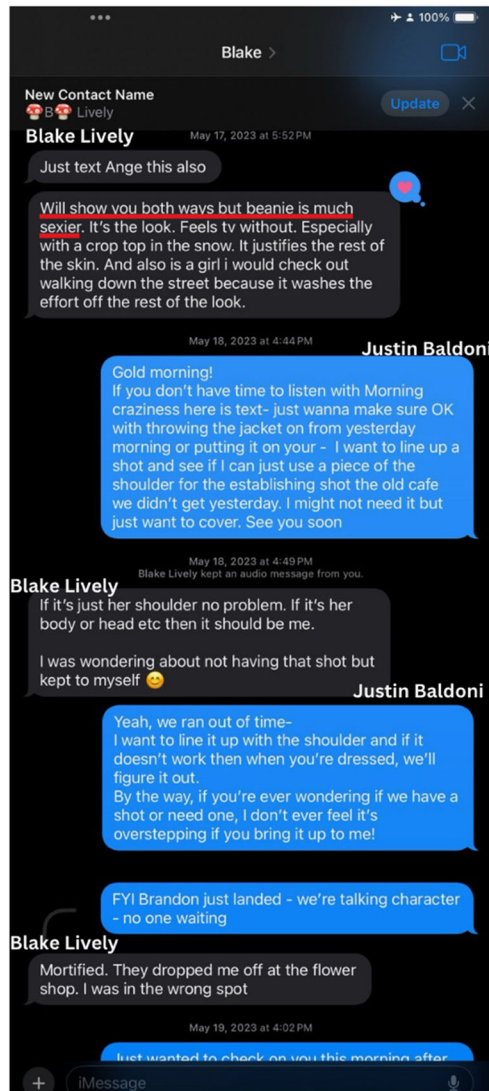 100%
Blake >
New Contact Name
🍄B🍄 Lively
Update
Blake Lively
May 17, 2023 at 5:52 PM
Just text Ange this also
Will show you both ways but beanie is much
sexier. It's the look. Feels tv without. Especially
with a crop top in the snow. It justifies the rest of
the skin. And also is a girl i would check out
walking down the street because it washes the
effort off the rest of the look.
May 18, 2023 at 4:44 PM
Justin Baldoni
Gold morning!
If you don't have time to listen with Morning
craziness here is text- just wanna make sure OK
with throwing the jacket on from yesterday
morning or putting it on your - I want to line up a
shot and see if I can just use a piece of the
shoulder for the establishing shot the old cafe
we didn't get yesterday. I might not need it but
just want to cover. See you soon
May 18, 2023 at 4:49 PM
Blake Lively kept an audio message from you.
Blake Lively
If it's just her shoulder no problem. If it's her
body or head etc then it should be me.
I was wondering about not having that shot but
kept to myself 😊
Justin Baldoni
Yeah, we ran out of time-
I want to line it up with the shoulder and if it
doesn't work then when you're dressed, we'll
figure it out.
By the way, if you're ever wondering if we have a
shot or need one, I don't ever feel it's
overstepping if you bring it up to me!
FYI Brandon just landed - we're talking character
- no one waiting
Blake Lively
Mortified. They dropped me off at the flower
shop. I was in the wrong spot
May 19, 2023 at 4:02 PM
Just wanted to check on you this morning after
iMessage